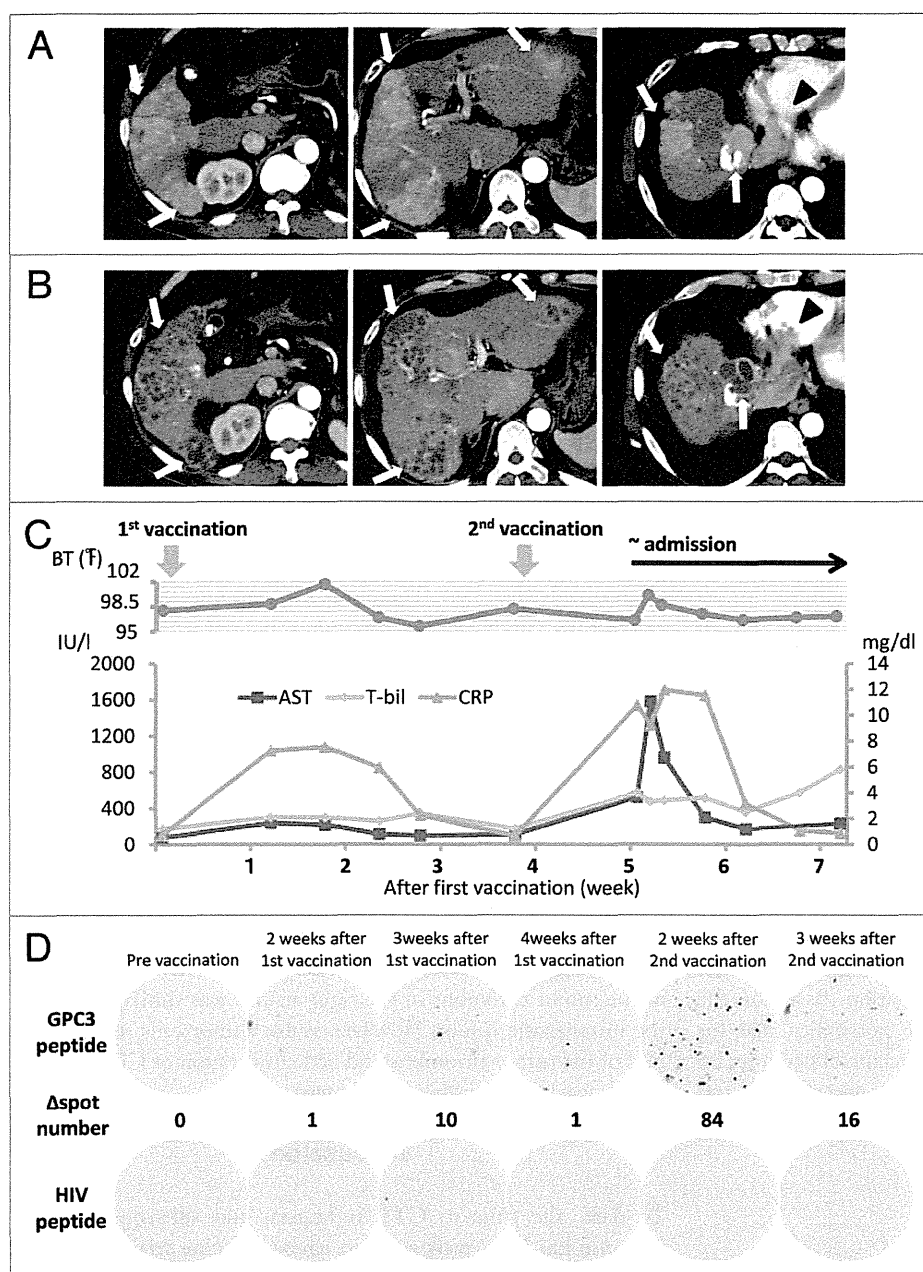 A
B
C
1st vaccination
2nd vaccination
~ admission
BT (°F)
102
98.5
95
IU/l
mg/dl
2000
1600
1200
800
400
0
AST
T-bil
CRP
14
12
10
8
6
4
2
0
1
2
3
4
5
6
7
After first vaccination (week)
D
Pre vaccination
2 weeks after
1st vaccination
3weeks after
1st vaccination
4weeks after
1st vaccination
2 weeks after
2nd vaccination
3 weeks after
2nd vaccination
GPC3
peptide
Δspot
number
0
1
10
1
84
16
HIV
peptide